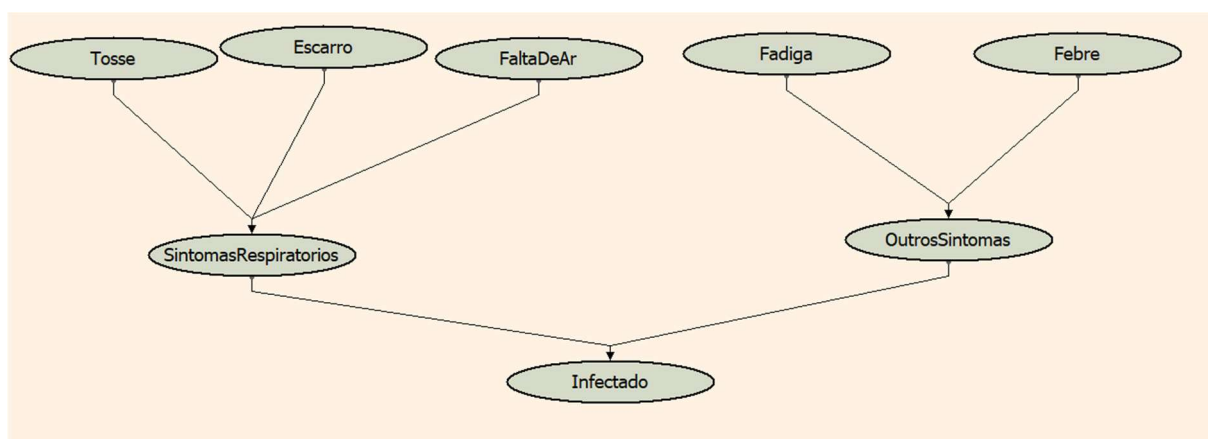 Tosse
Escarro
FaltaDeAr
Fadiga
Febre
SintomasRespiratorios
OutrosSintomas
Infectado